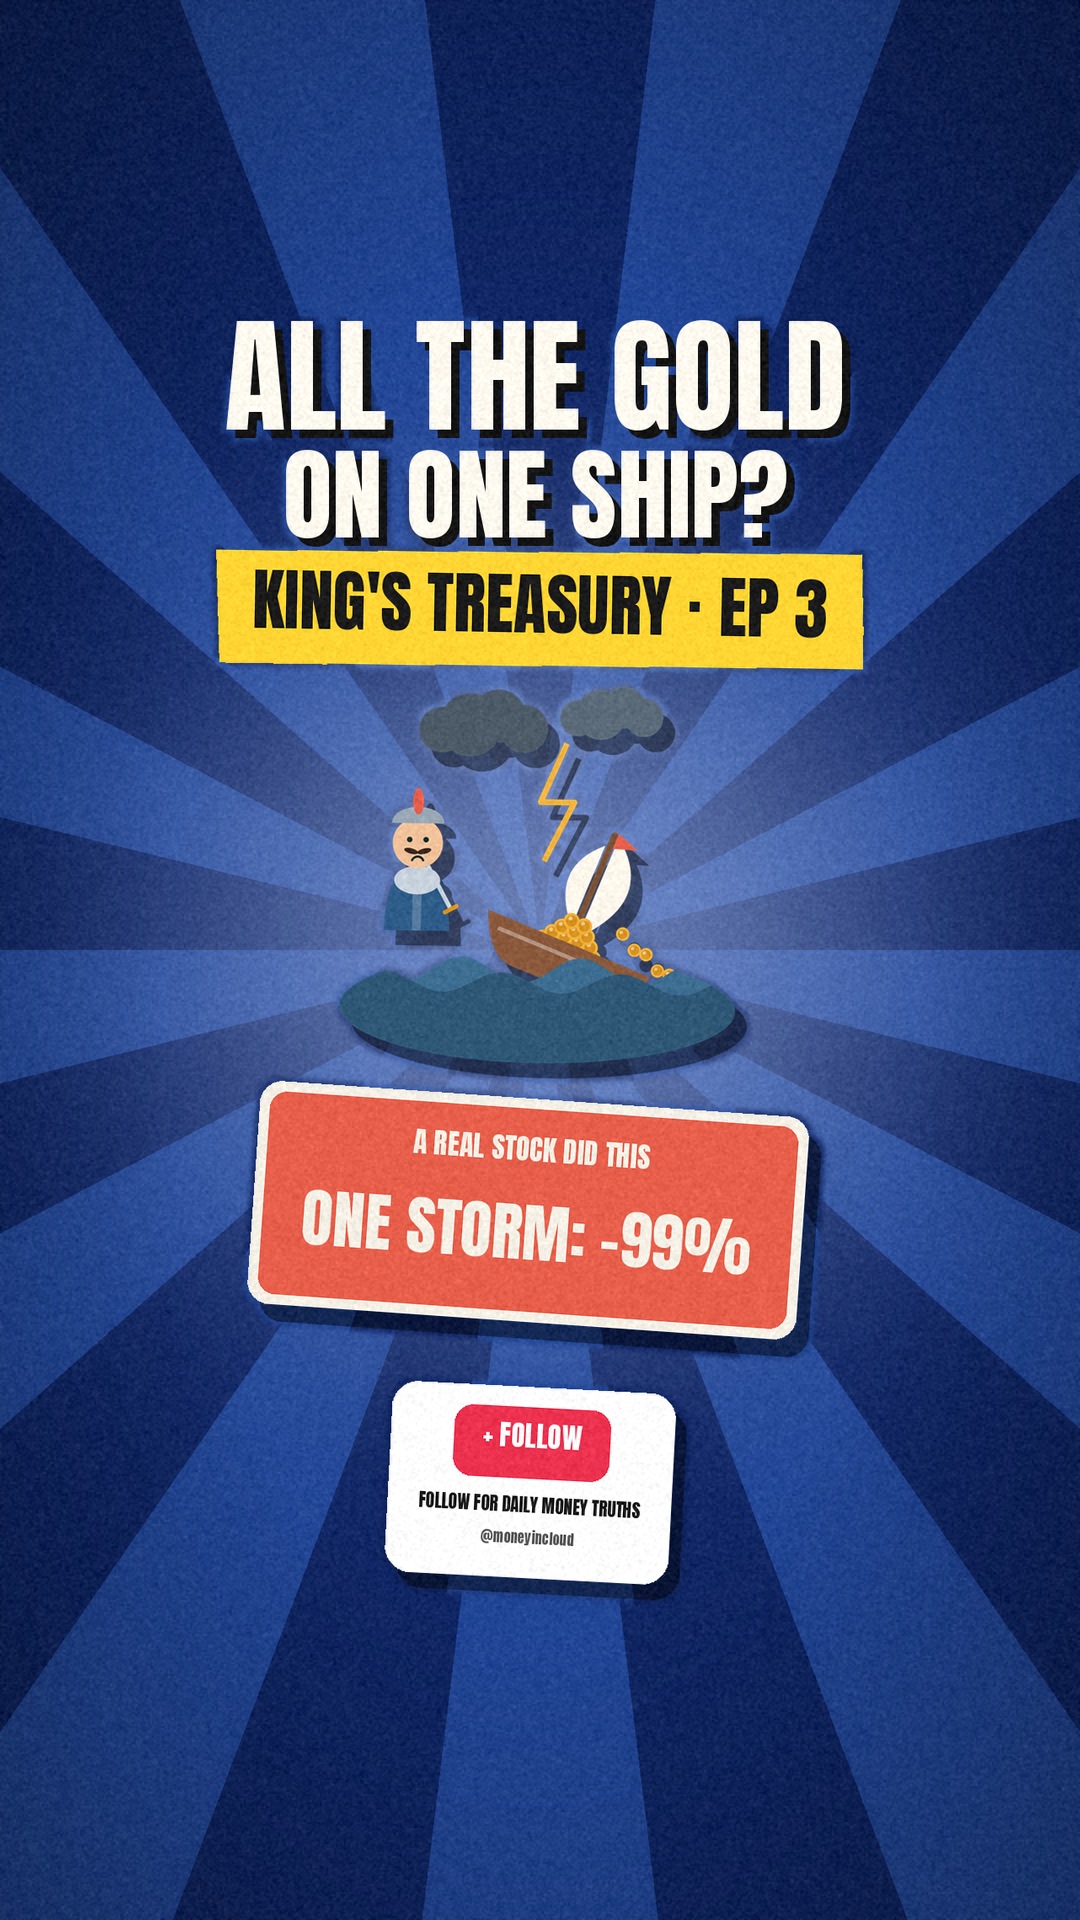 ALL THE GOLD
ON ONE SHIP?
KING'S TREASURY · EP 3
A REAL STOCK DID THIS
ONE STORM: -99%
+ FOLLOW
FOLLOW FOR DAILY MONEY TRUTHS
@moneyincloud